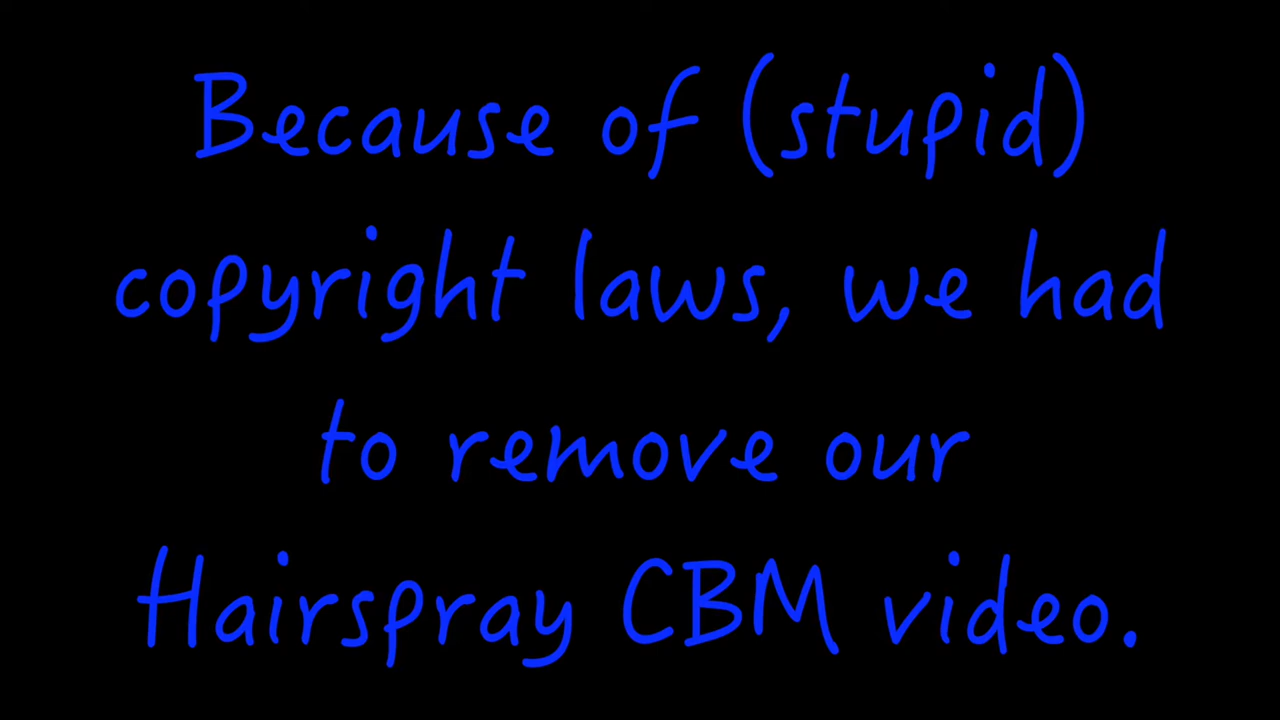 Because of (stupid)
copyright laws, we had
to remove our
Hairspray CBM video.